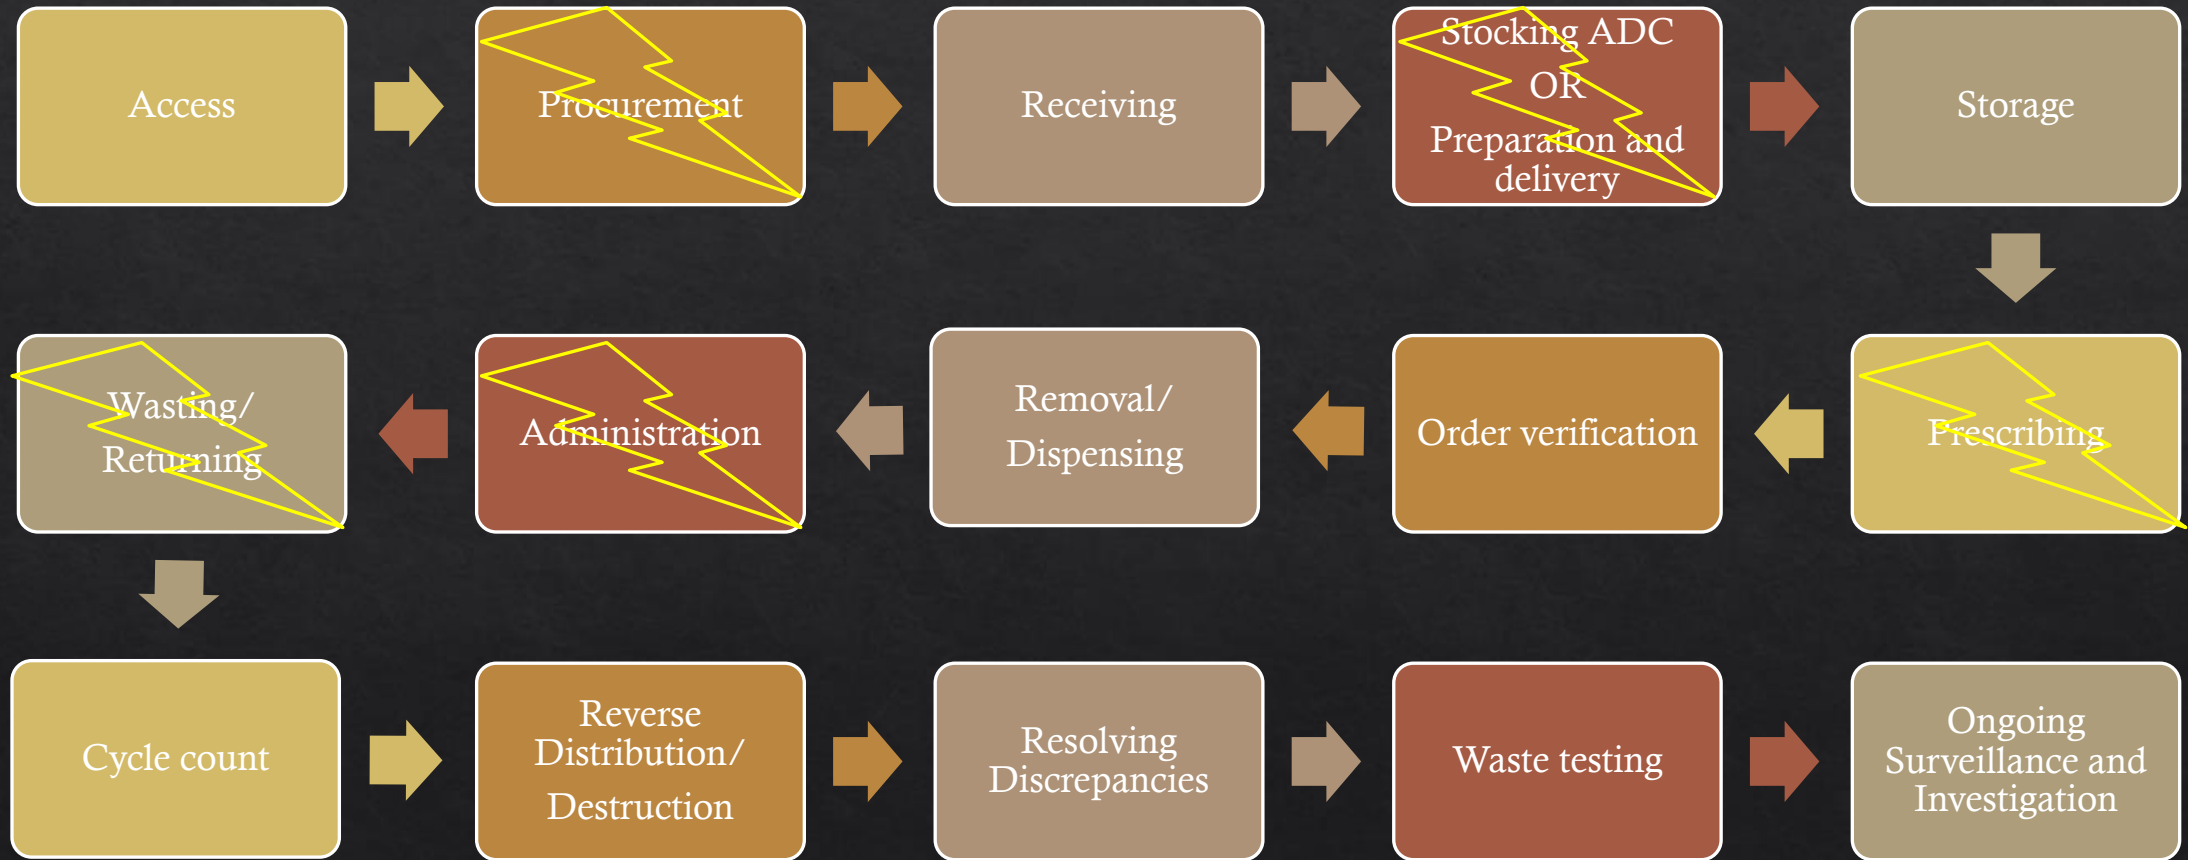 Access
Procurement
Receiving
Stocking ADC
OR
Preparation and
delivery
Storage
Prescribing
Order verification
Removal/
Dispensing
Administration
Wasting/
Returning
Cycle count
Reverse
Distribution/
Destruction
Resolving
Discrepancies
Waste testing
Ongoing
Surveillance and
Investigation